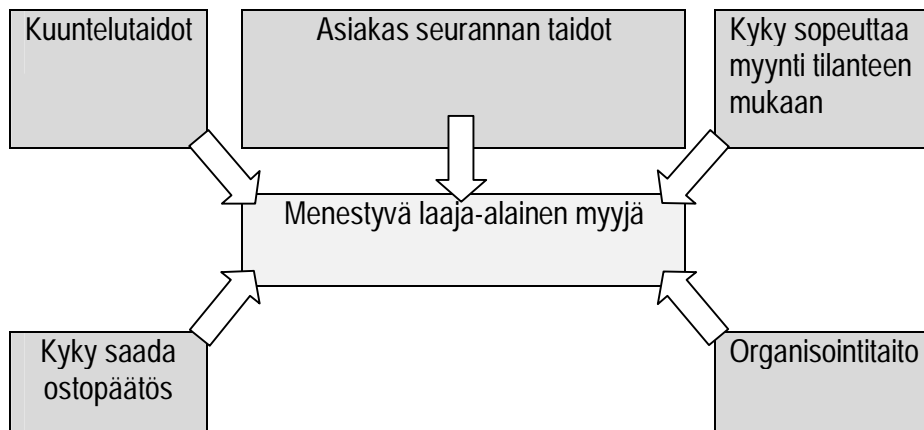 Kuuntelutaidot
Asiakas seurannan taidot
Kyky sopeuttaa
myynti tilanteen
mukaan
Menestyvä laaja-alainen myyjä
Kyky saada
ostopäätös
Organisointitaito